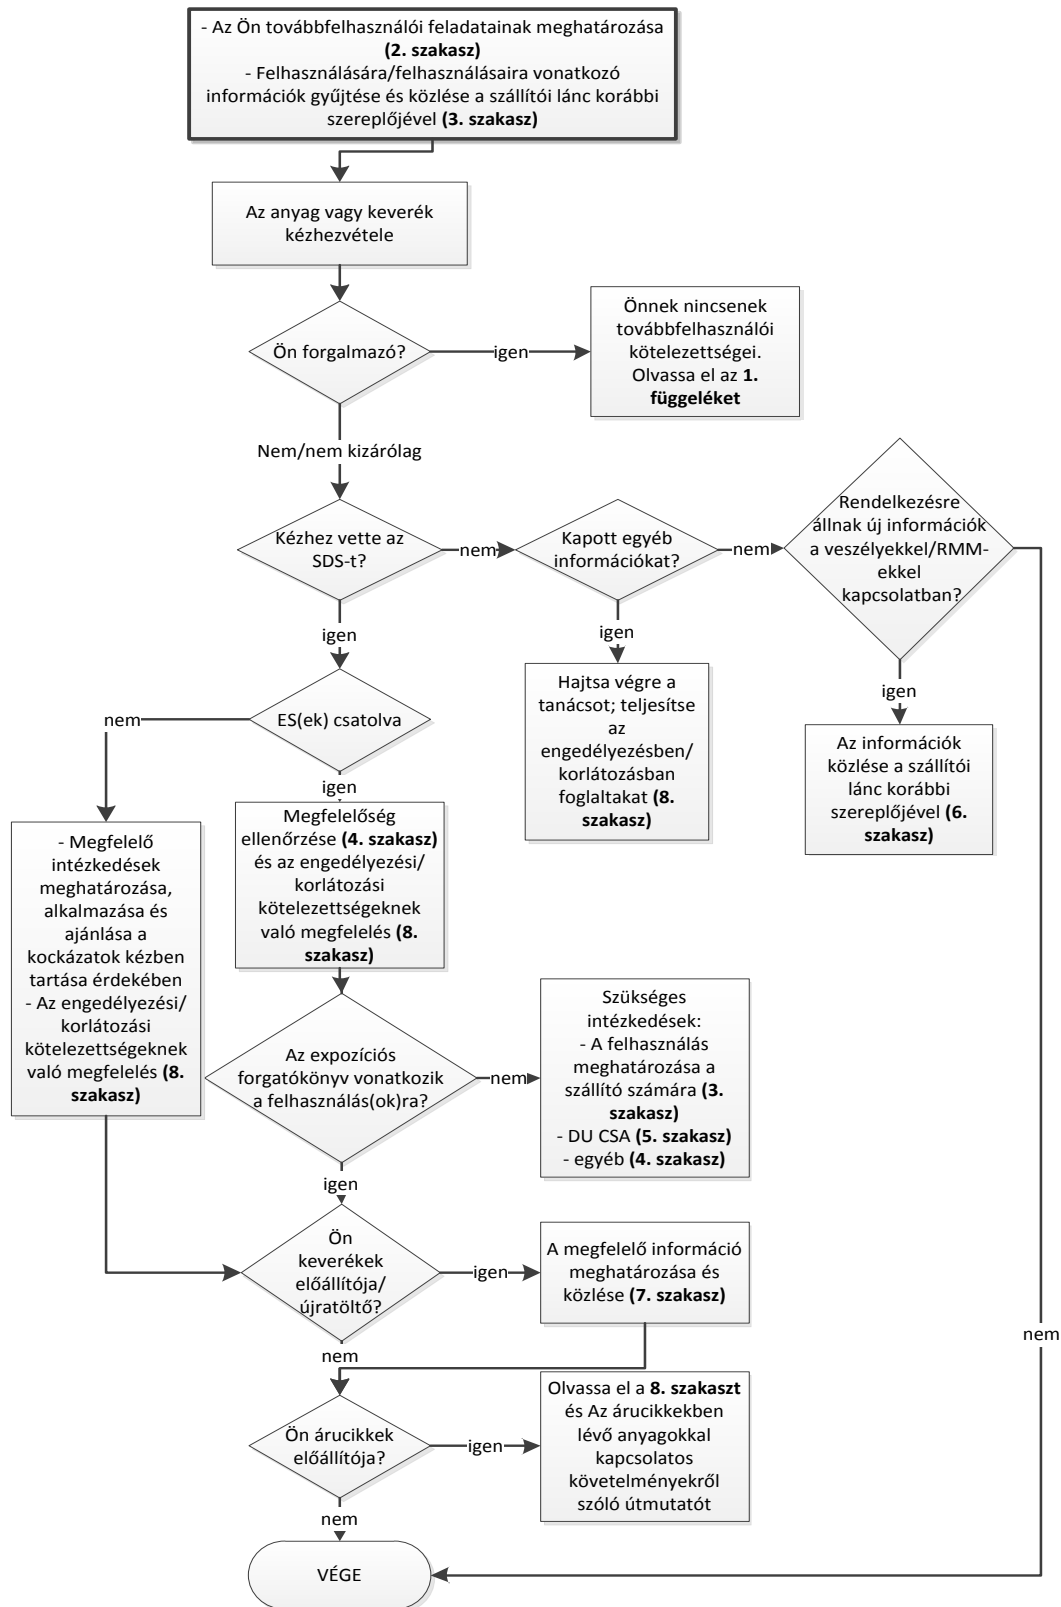 - Az Ön továbbfelhasználói feladatainak meghatározása
(2. szakasz)
- Felhasználására/felhasználásaira vonatkozó
információk gyűjtése és közlése a szállítói lánc korábbi
szereplőjével (3. szakasz)
Az anyag vagy keverék
kézhezvétele
Ön forgalmazó?
igen
Önnek nincsenek
továbbfelhasználói
kötelezettségei.
Olvassa el az 1.
függeléket
Nem/nem kizárólag
Kézhez vette az
SDS-t?
nem
Kapott egyéb
információkat?
nem
Rendelkezésre
állnak új információk
a veszélyekkel/RMM-
ekkel
kapcsolatban?
igen
igen
igen
nem
Hajtsa végre a
tanácsot; teljesítse
az
engedélyezésben/
korlátozásban
foglaltakat (8.
szakasz)
Az információk
közlése a szállítói
lánc korábbi
szereplőjével (6.
szakasz)
ES(ek) csatolva
nem
igen
- Megfelelő
intézkedések
meghatározása,
alkalmazása és
ajánlása a
kockázatok kézben
tartása érdekében
- Az engedélyezési/
korlátozási
kötelezettségeknek
való megfelelés (8.
szakasz)
Megfelelőség
ellenőrzése (4. szakasz)
és az engedélyezési/
korlátozási
kötelezettségeknek
való megfelelés (8.
szakasz)
Az expozíciós
forgatókönyv vonatkozik
a felhasználás(ok)ra?
nem
Szükséges
intézkedések:
- A felhasználás
meghatározása a
szállító számára (3.
szakasz)
- DU CSA (5. szakasz)
- egyéb (4. szakasz)
igen
Ön
keverékek
előállítója/
újratöltő?
igen
A megfelelő információ
meghatározása és
közlése (7. szakasz)
nem
Ön árucikkek
előállítója?
igen
Olvassa el a 8. szakaszt
és Az árucikkekben
lévő anyagokkal
kapcsolatos
követelményekről
szóló útmutatót
nem
VÉGE